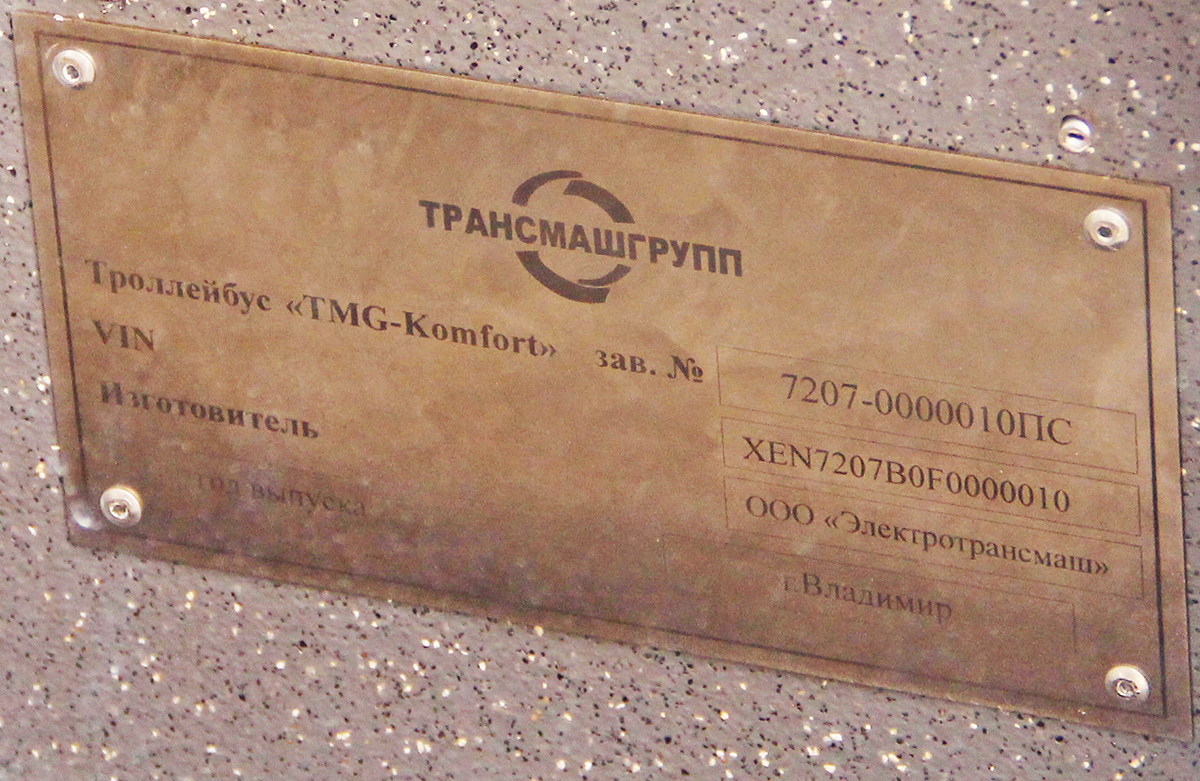 ТРАНСМАШГРУПП
Троллейбус «TMG-Komfort» зав. № 7207-0000010ПС
VIN XEN7207B0F0000010
Изготовитель ООО «Электротрансмаш»
год выпуска г.Владимир